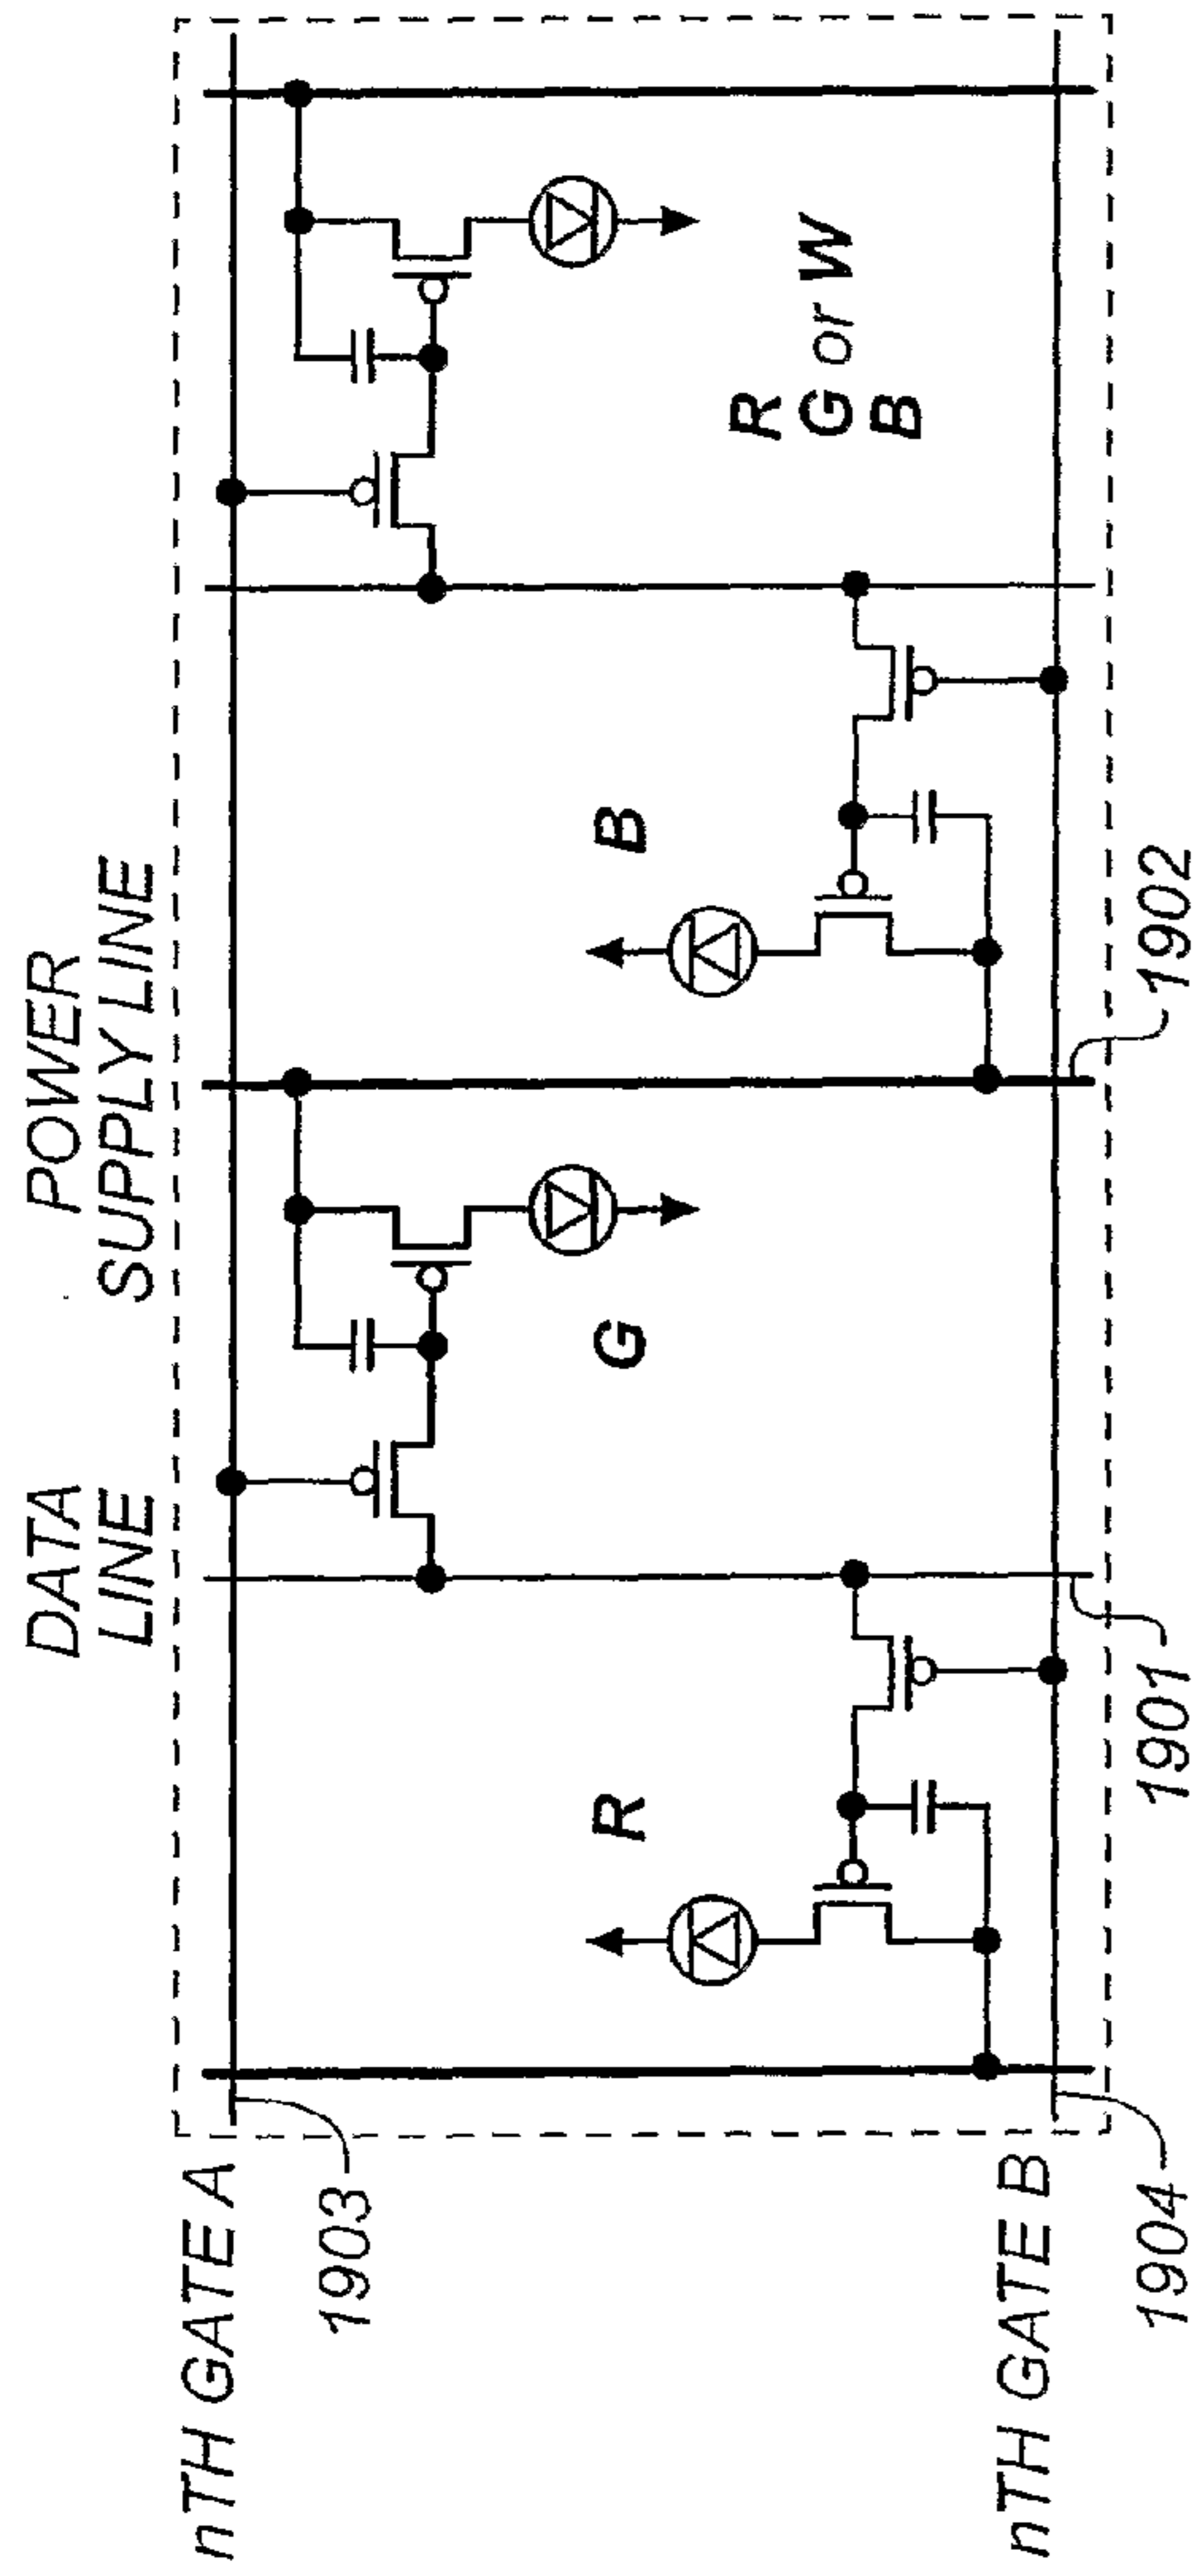 DATA
LINE
POWER
SUPPLY LINE
nTH GATE A
1903
R
G
B
R
G or W
B
nTH GATE B
1904
1901
1902